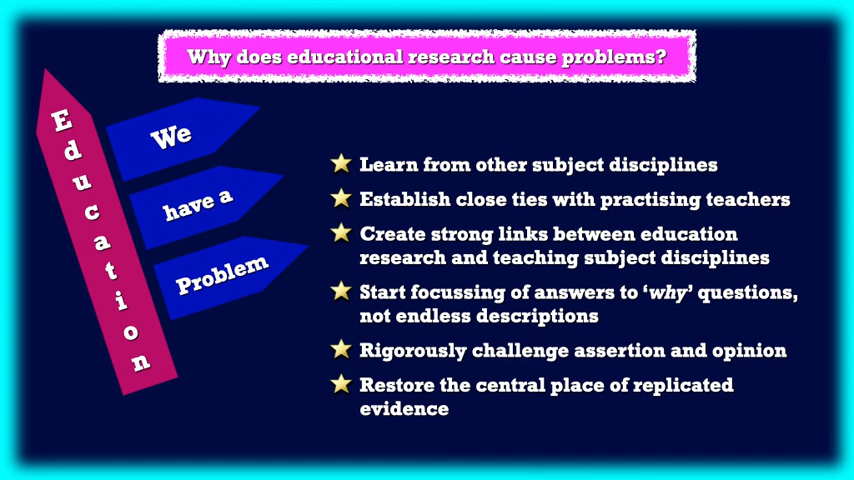 Why does educational research cause problems?
Education
We
have a
Problem
Learn from other subject disciplines
Establish close ties with practising teachers
Create strong links between education
research and teaching subject disciplines
Start focussing of answers to ‘why’ questions,
not endless descriptions
Rigorously challenge assertion and opinion
Restore the central place of replicated
evidence